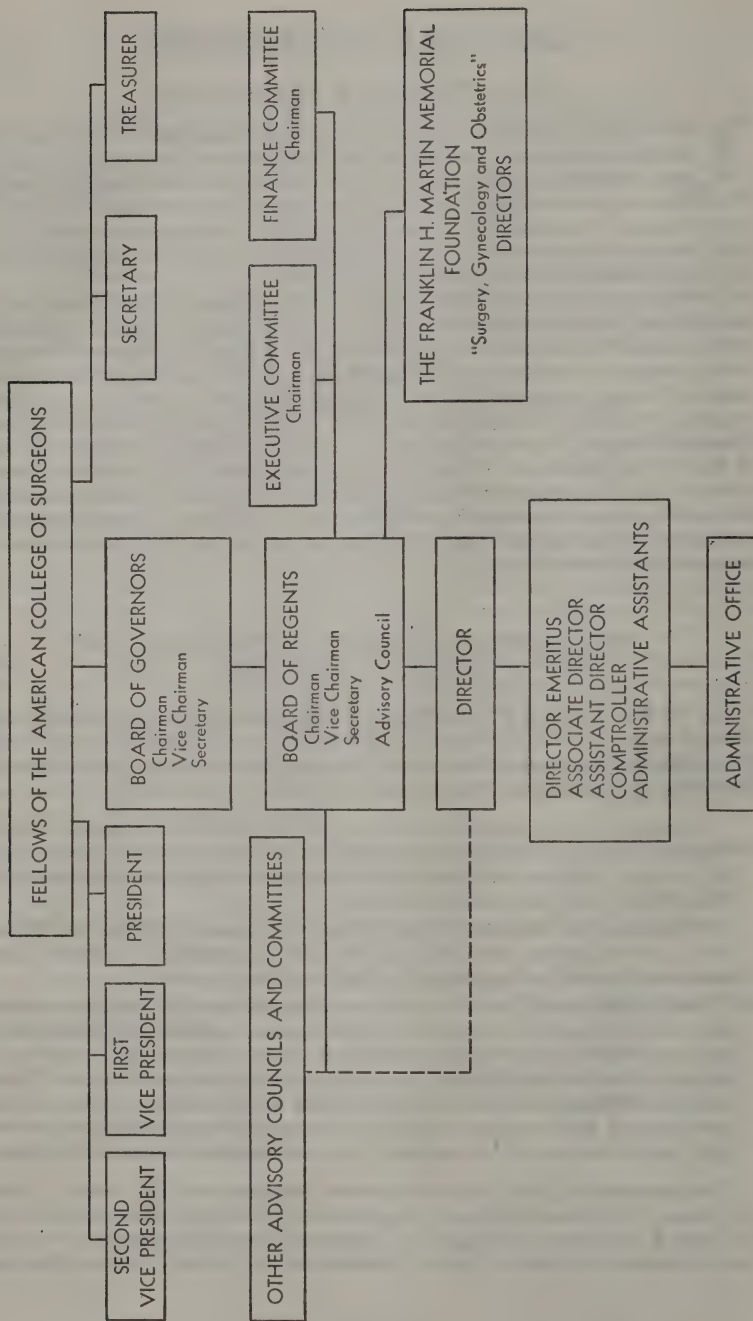 FELLOWS OF THE AMERICAN COLLEGE OF SURGEONS
SECOND
VICE PRESIDENT
FIRST
VICE PRESIDENT
PRESIDENT
BOARD OF GOVERNORS
Chairman
Vice Chairman
Secretary
SECRETARY
TREASURER
OTHER ADVISORY COUNCILS AND COMMITTEES
BOARD OF REGENTS
Chairman
Vice Chairman
Secretary
Advisory Council
EXECUTIVE COMMITTEE
Chairman
FINANCE COMMITTEE
Chairman
DIRECTOR
THE FRANKLIN H. MARTIN MEMORIAL
FOUNDATION
"Surgery, Gynecology and Obstetrics"
DIRECTORS
DIRECTOR EMERITUS
ASSOCIATE DIRECTOR
ASSISTANT DIRECTOR
COMPTROLLER
ADMINISTRATIVE ASSISTANTS
ADMINISTRATIVE OFFICE